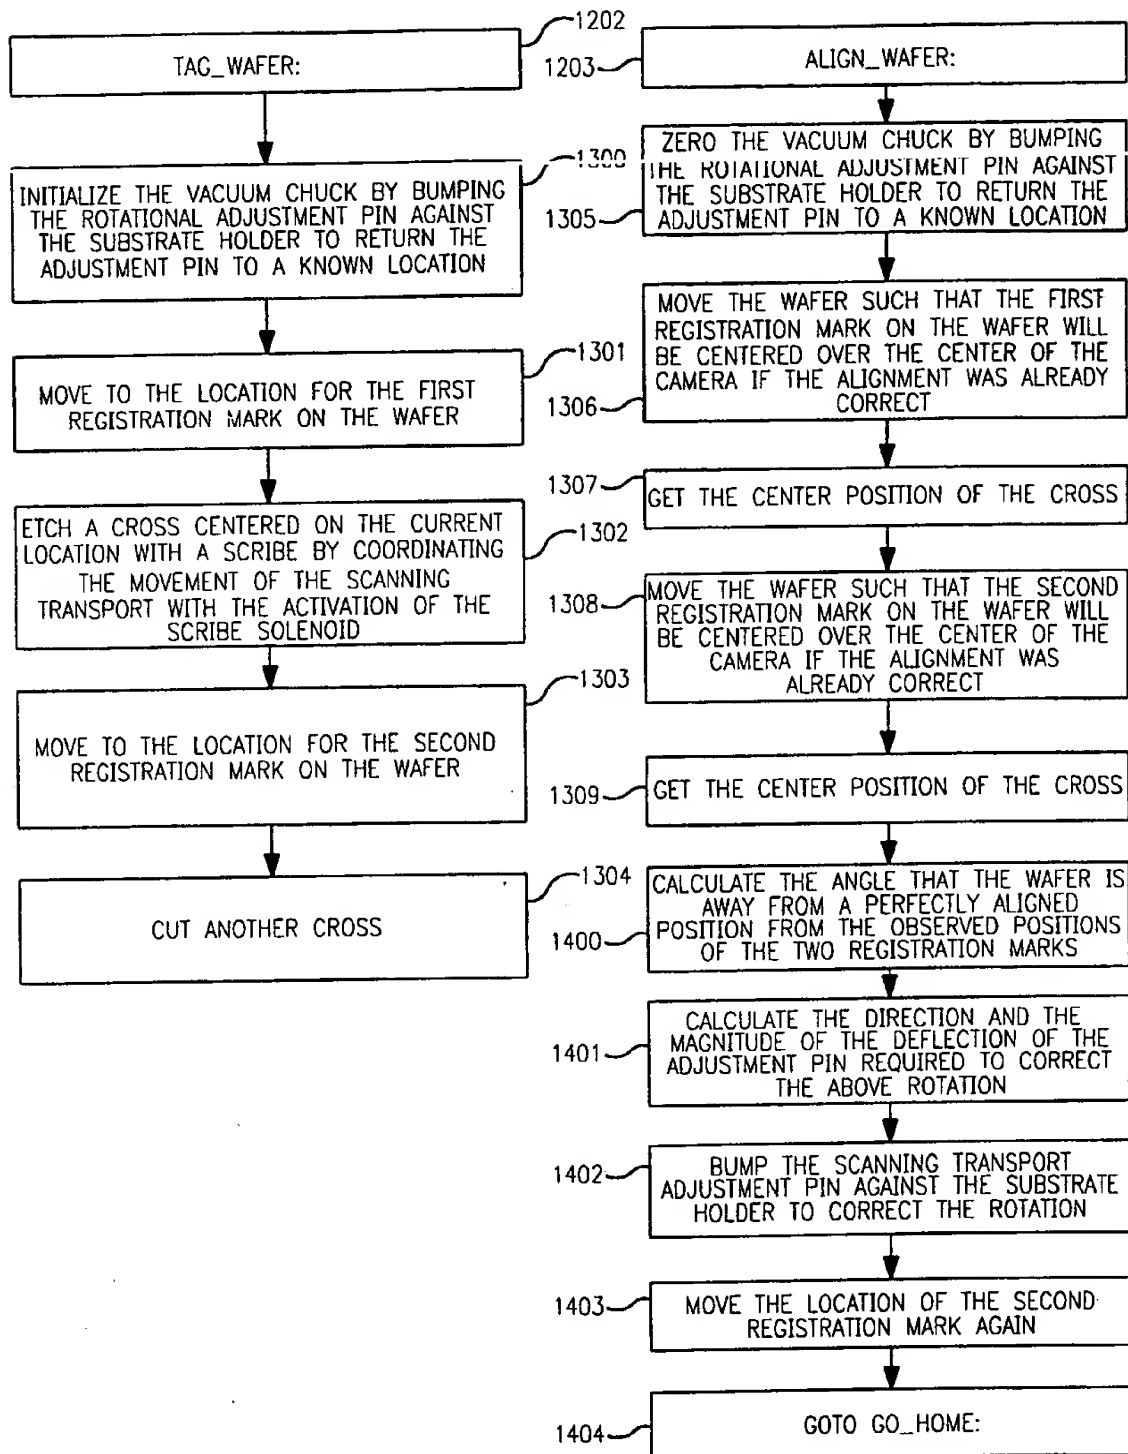 1202
TAG_WAFER:
1300
INITIALIZE THE VACUUM CHUCK BY BUMPING
THE ROTATIONAL ADJUSTMENT PIN AGAINST
THE SUBSTRATE HOLDER TO RETURN THE
ADJUSTMENT PIN TO A KNOWN LOCATION
1301
MOVE TO THE LOCATION FOR THE FIRST
REGISTRATION MARK ON THE WAFER
1302
ETCH A CROSS CENTERED ON THE CURRENT
LOCATION WITH A SCRIBE BY COORDINATING
THE MOVEMENT OF THE SCANNING
TRANSPORT WITH THE ACTIVATION OF THE
SCRIBE SOLENOID
1303
MOVE TO THE LOCATION FOR THE SECOND
REGISTRATION MARK ON THE WAFER
1304
CUT ANOTHER CROSS
1203
ALIGN_WAFER:
ZERO THE VACUUM CHUCK BY BUMPING
THE ROTATIONAL ADJUSTMENT PIN AGAINST
THE SUBSTRATE HOLDER TO RETURN THE
ADJUSTMENT PIN TO A KNOWN LOCATION
1305
MOVE THE WAFER SUCH THAT THE FIRST
REGISTRATION MARK ON THE WAFER WILL
BE CENTERED OVER THE CENTER OF THE
CAMERA IF THE ALIGNMENT WAS ALREADY
CORRECT
1306
1307
GET THE CENTER POSITION OF THE CROSS
1308
MOVE THE WAFER SUCH THAT THE SECOND
REGISTRATION MARK ON THE WAFER WILL
BE CENTERED OVER THE CENTER OF THE
CAMERA IF THE ALIGNMENT WAS
ALREADY CORRECT
1309
GET THE CENTER POSITION OF THE CROSS
CALCULATE THE ANGLE THAT THE WAFER IS
AWAY FROM A PERFECTLY ALIGNED
POSITION FROM THE OBSERVED POSITIONS
OF THE TWO REGISTRATION MARKS
1400
CALCULATE THE DIRECTION AND THE
MAGNITUDE OF THE DEFLECTION OF THE
ADJUSTMENT PIN REQUIRED TO CORRECT
THE ABOVE ROTATION
1401
1402
BUMP THE SCANNING TRANSPORT
ADJUSTMENT PIN AGAINST THE SUBSTRATE
HOLDER TO CORRECT THE ROTATION
1403
MOVE THE LOCATION OF THE SECOND
REGISTRATION MARK AGAIN
1404
GOTO GO_HOME: